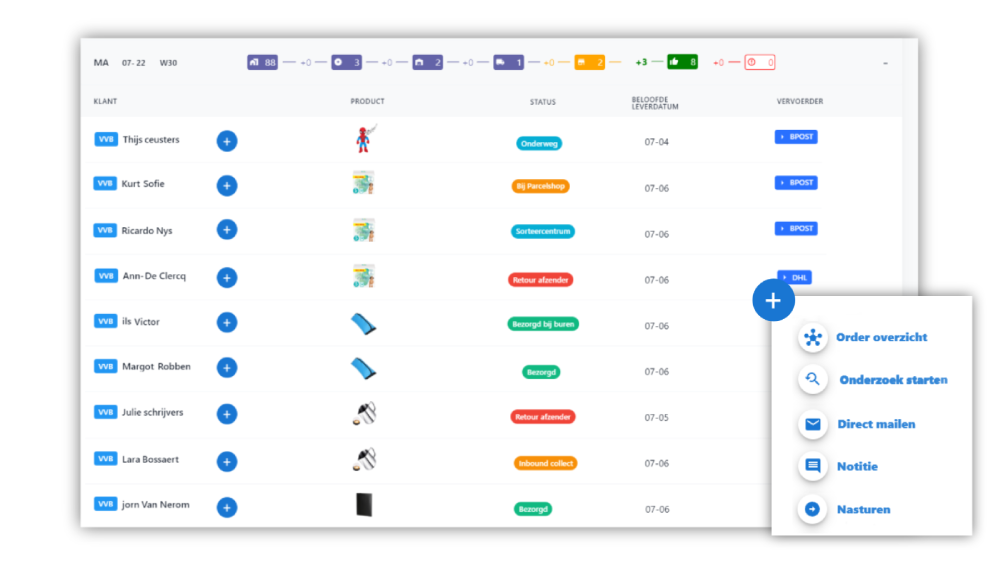 MA 07-22 W30 88 +0 3 +0 2 +0 1 +0 2 +3 8 +0 0 -
KLANT PRODUCT STATUS BELOOFDE LEVERDATUM VERVOERDER
VVB Thijs ceusters + Onderweg 07-04 BPOST
VVB Kurt Sofie + Bij Parcelshop 07-06 BPOST
VVB Ricardo Nys + Sorteercentrum 07-06 BPOST
VVB Ann-De Clercq + Retour afzender 07-06 DHL
VVB ils Victor + Bezorgd bij buren 07-06
VVB Margot Robben + Bezorgd 07-06
VVB Julie schrijvers + Retour afzender 07-05
VVB Lara Bossaert + Inbound collect 07-06
VVB jorn Van Nerom + Bezorgd 07-06
+
Order overzicht
Onderzoek starten
Direct mailen
Notitie
Nasturen